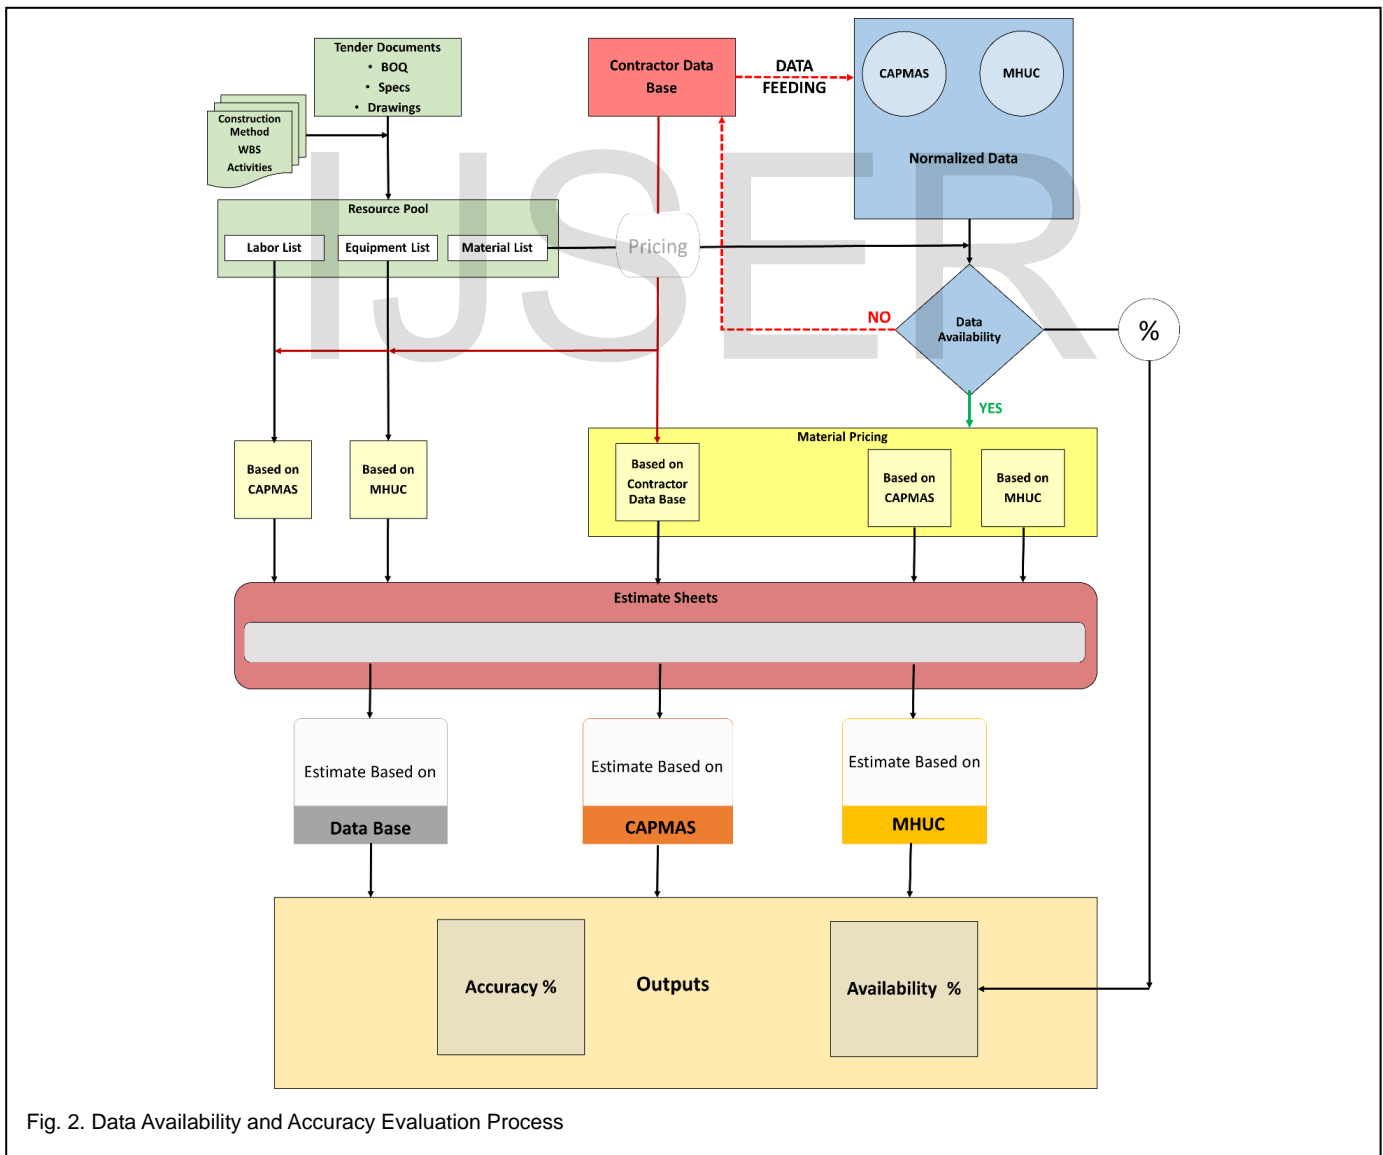 Tender Documents
• BOQ
• Specs
• Drawings
Construction
Method
WBS
Activities
Contractor Data
Base
DATA
FEEDING
CAPMAS
MHUC
Normalized Data
IJSER
Resource Pool
Labor List
Equipment List
Material List
Pricing
NO
Data
Availability
%
YES
Based on
CAPMAS
Based on
MHUC
Material Pricing
Based on
Contractor
Data Base
Based on
CAPMAS
Based on
MHUC
Estimate Sheets
Estimate Based on
Data Base
Estimate Based on
CAPMAS
Estimate Based on
MHUC
Accuracy %
Outputs
Availability %
Fig. 2. Data Availability and Accuracy Evaluation Process